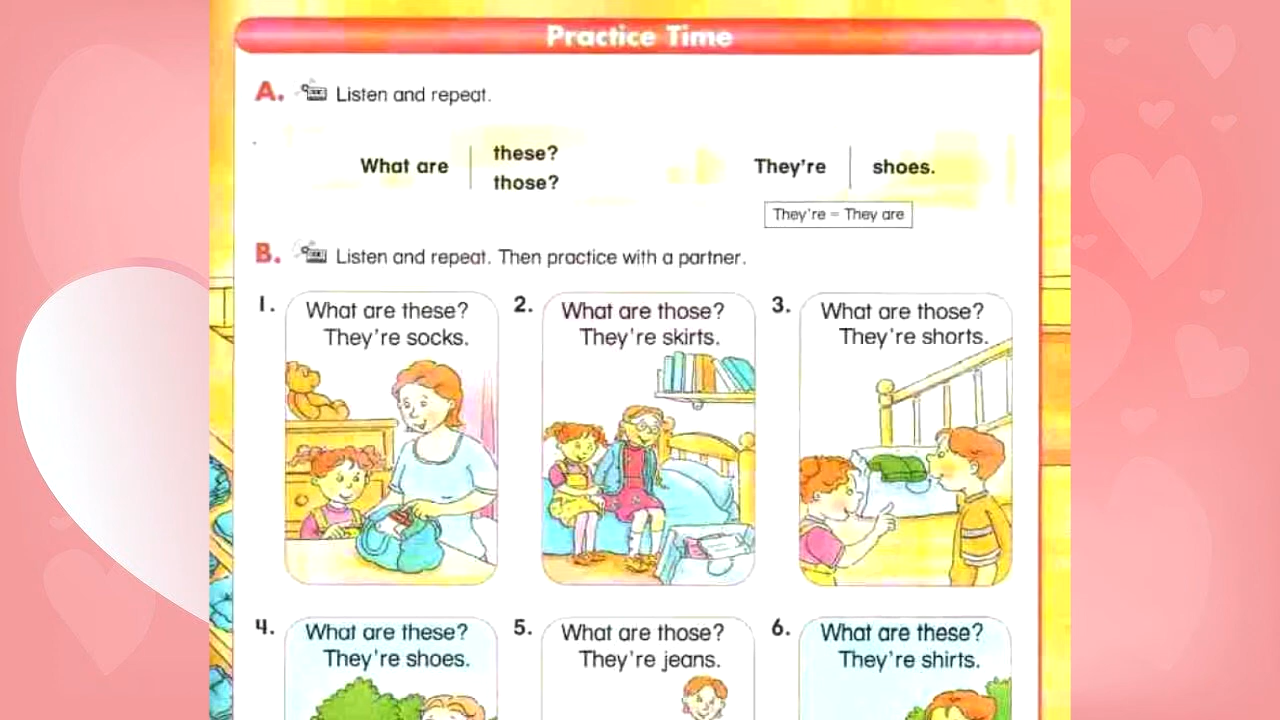 Practice Time
A. Listen and repeat.
What are
these?
those?
They're
shoes.
They're = They are
B. Listen and repeat. Then practice with a partner.
1. What are these?
They're socks.
2. What are those?
They're skirts.
3. What are those?
They're shorts.
4. What are these?
They're shoes.
5. What are those?
They're jeans.
6. What are these?
They're shirts.